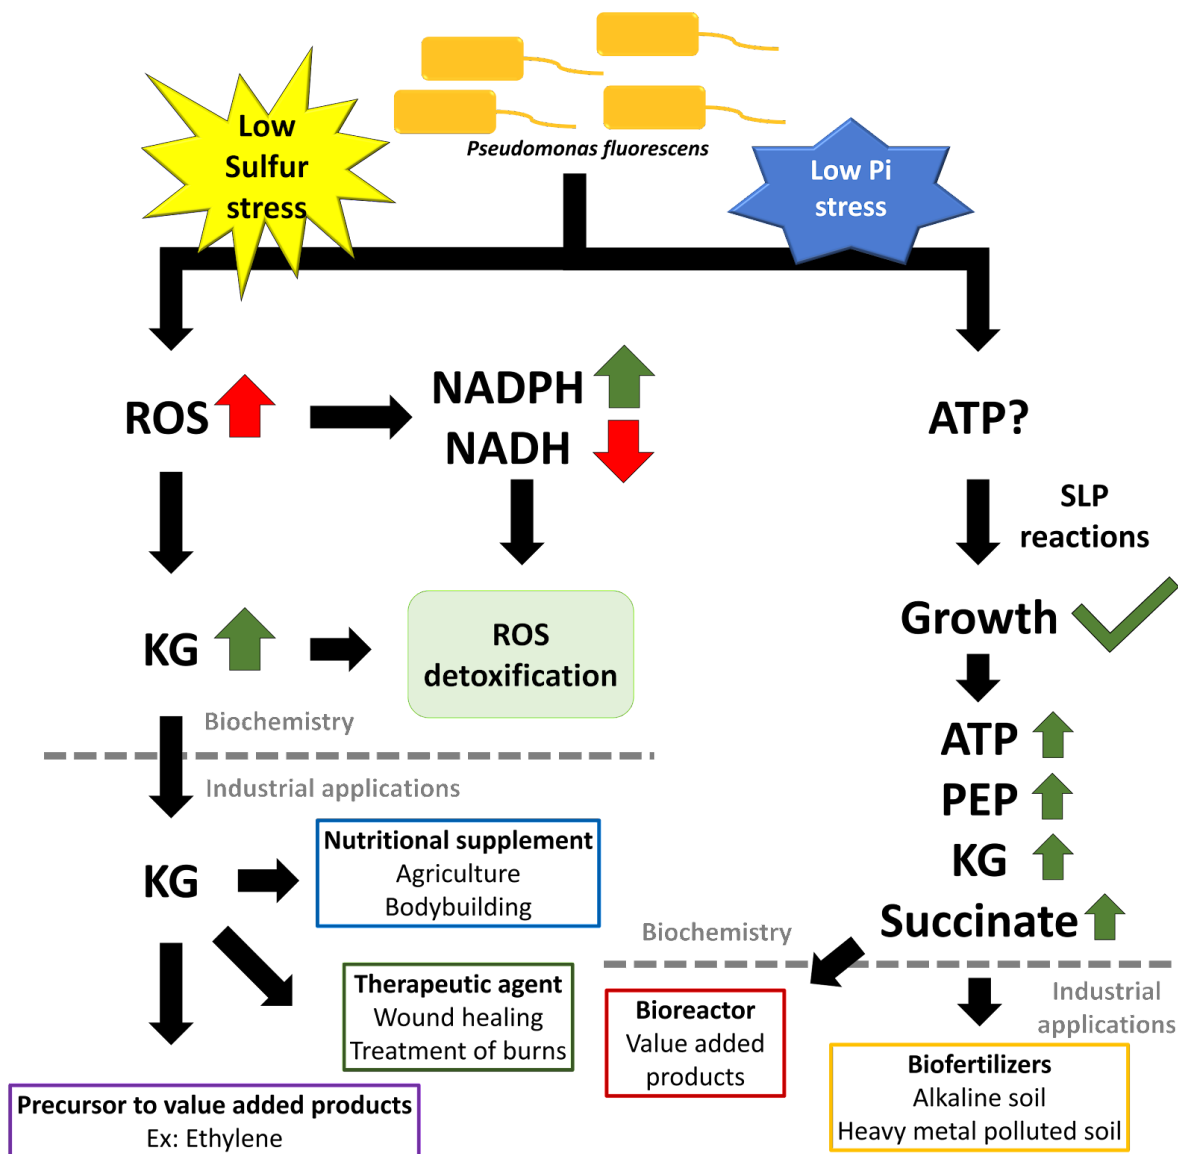 Low
Sulfur
stress
Pseudomonas fluorescens
Low Pi
stress
ROS
NADPH
NADH
ATP?
SLP
reactions
KG
ROS
detoxification
Growth
Biochemistry
Industrial applications
ATP
PEP
KG
Succinate
KG
Nutritional supplement
Agriculture
Bodybuilding
Therapeutic agent
Wound healing
Treatment of burns
Precursor to value added products
Ex: Ethylene
Biochemistry
Industrial
applications
Bioreactor
Value added
products
Biofertilizers
Alkaline soil
Heavy metal polluted soil